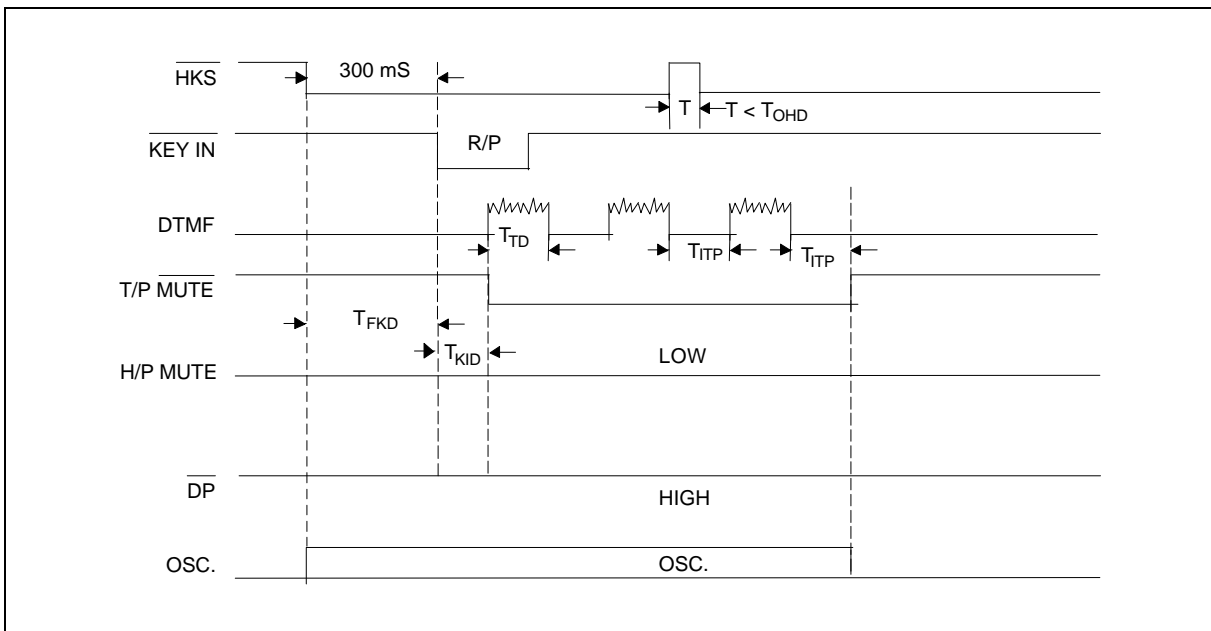 HKS
300 mS
T
T < TOHD
KEY IN
R/P
DTMF
TTD
TITP
TITP
T/P MUTE
TFKD
TKID
LOW
H/P MUTE
DP
HIGH
OSC.
OSC.